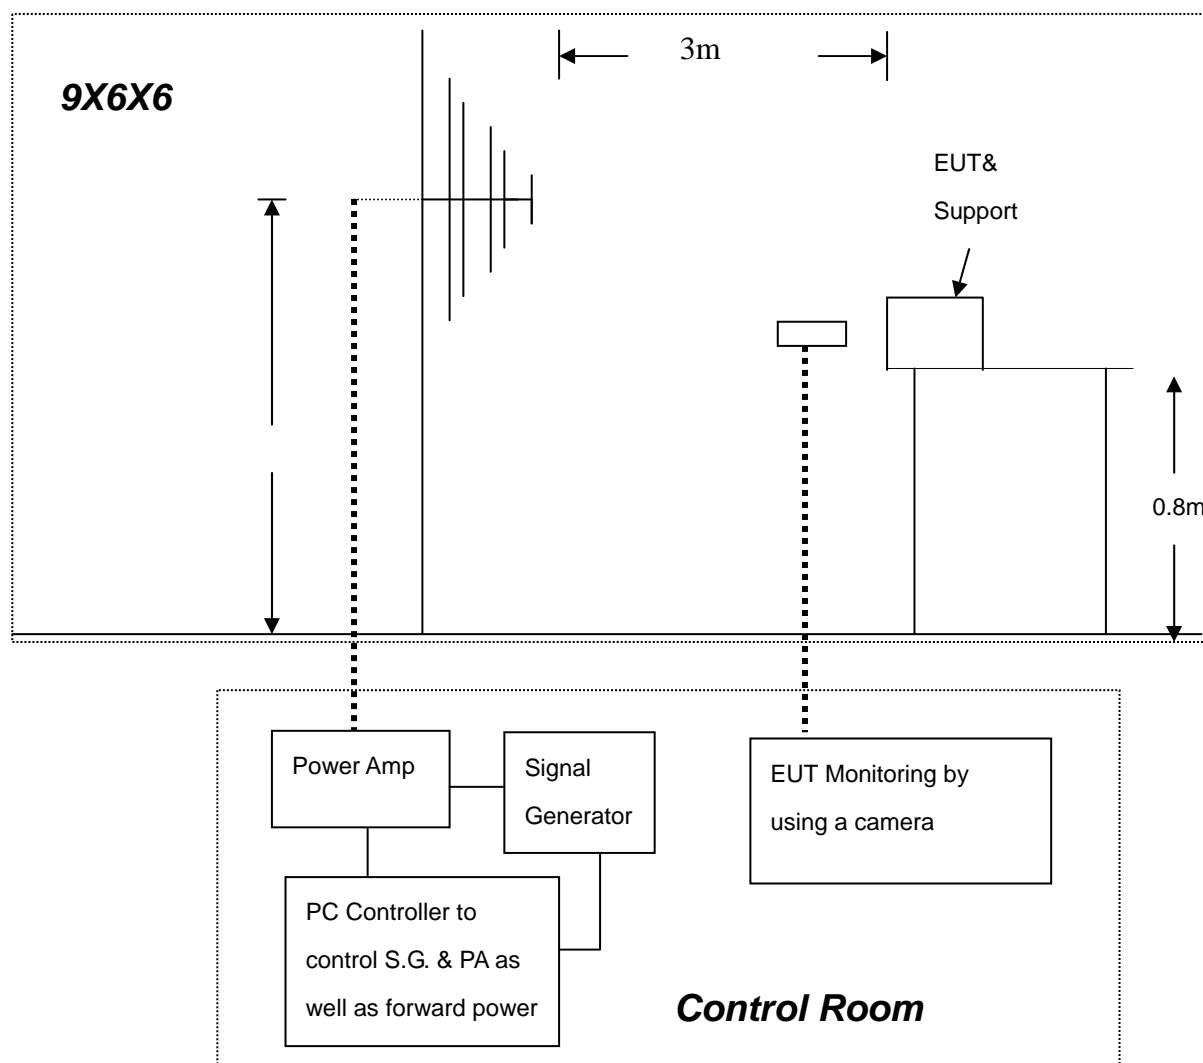 3m
9X6X6
EUT&
Support
0.8m
Power Amp
Signal
Generator
EUT Monitoring by
using a camera
PC Controller to
control S.G. & PA as
well as forward power
Control Room